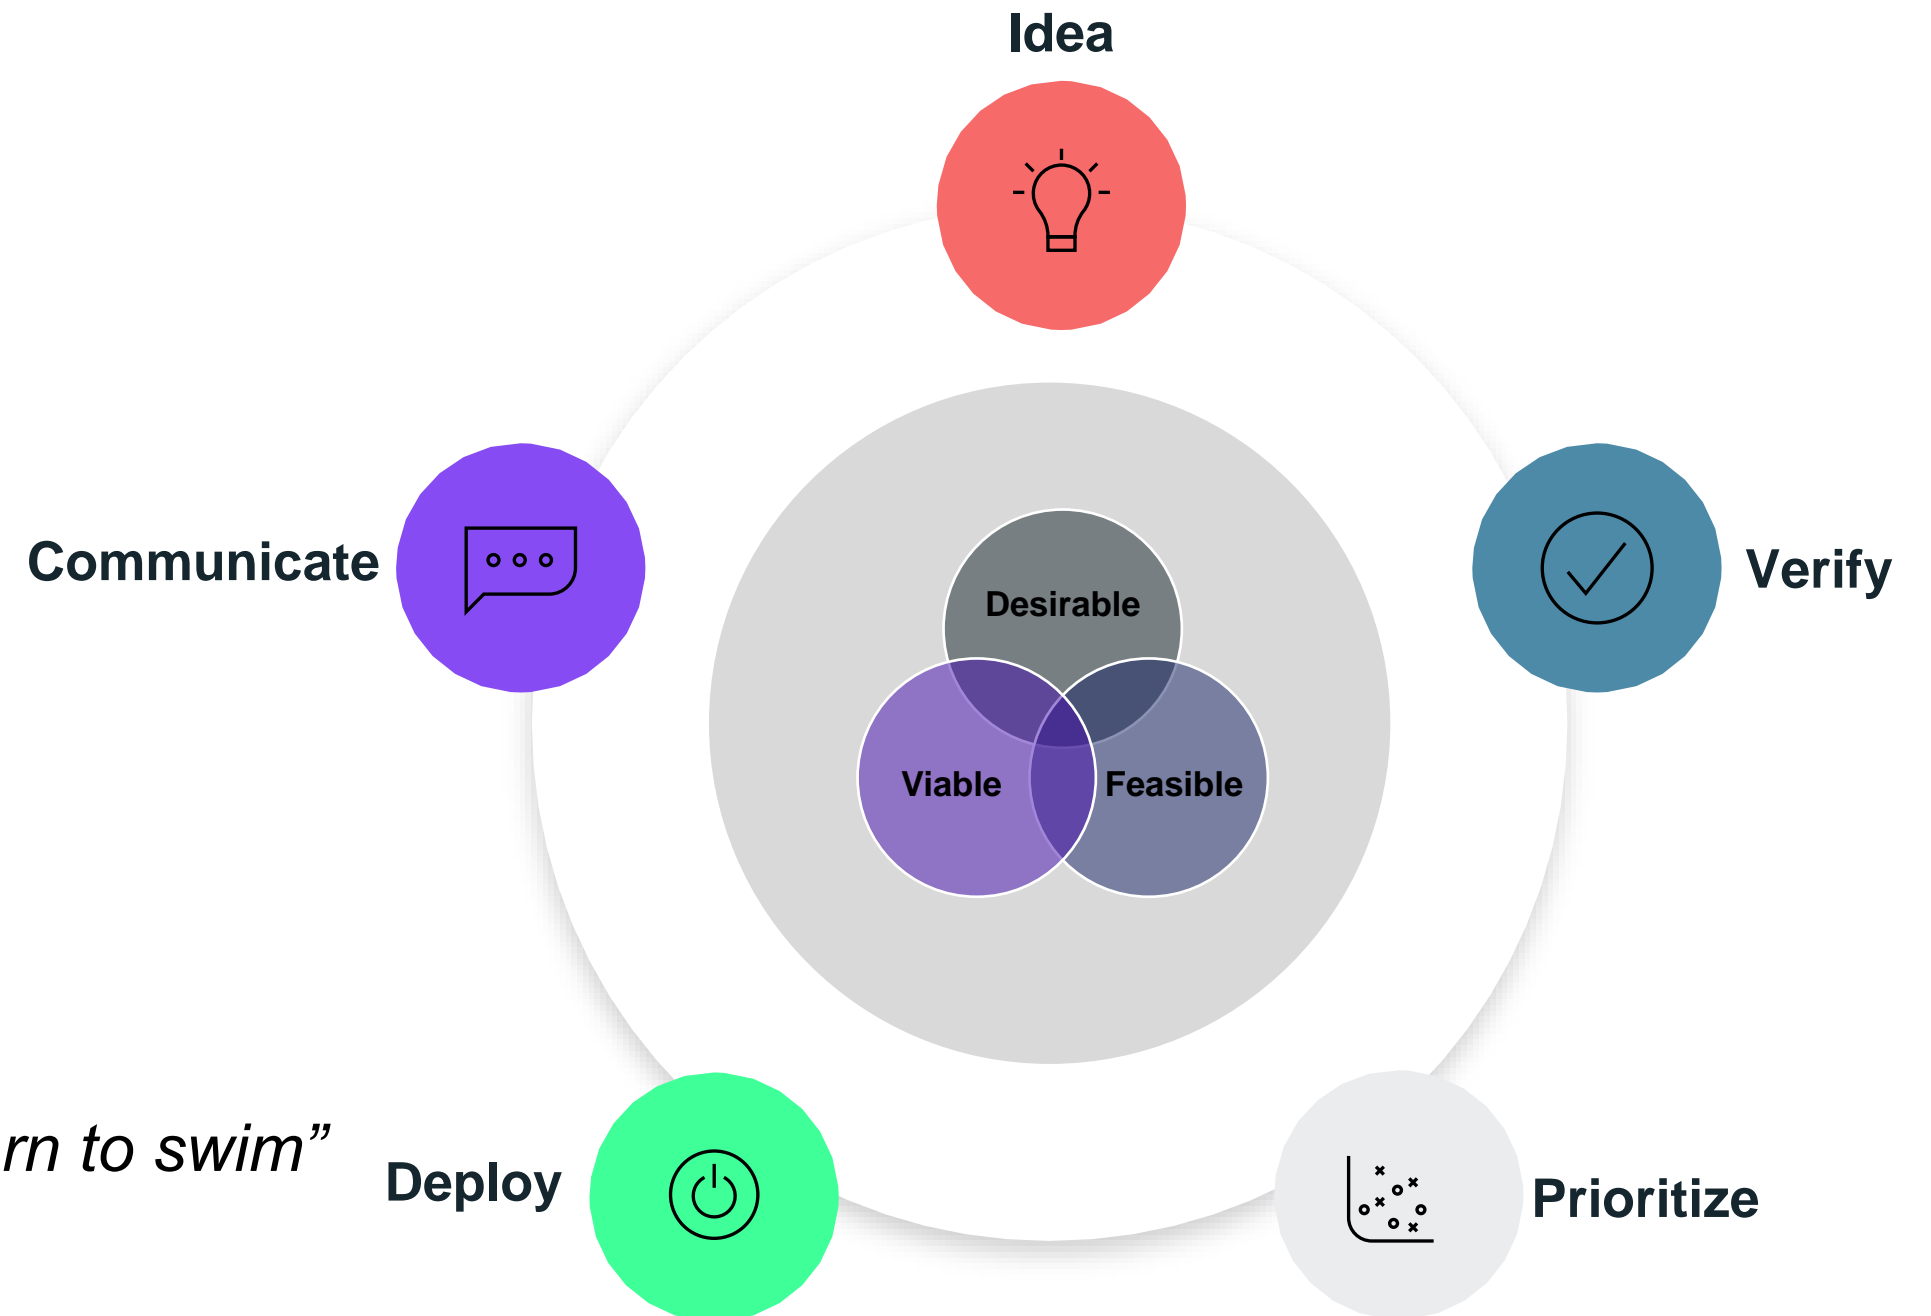 Idea
Communicate
Verify
Desirable
Viable
Feasible
rn to swim”
Deploy
Prioritize